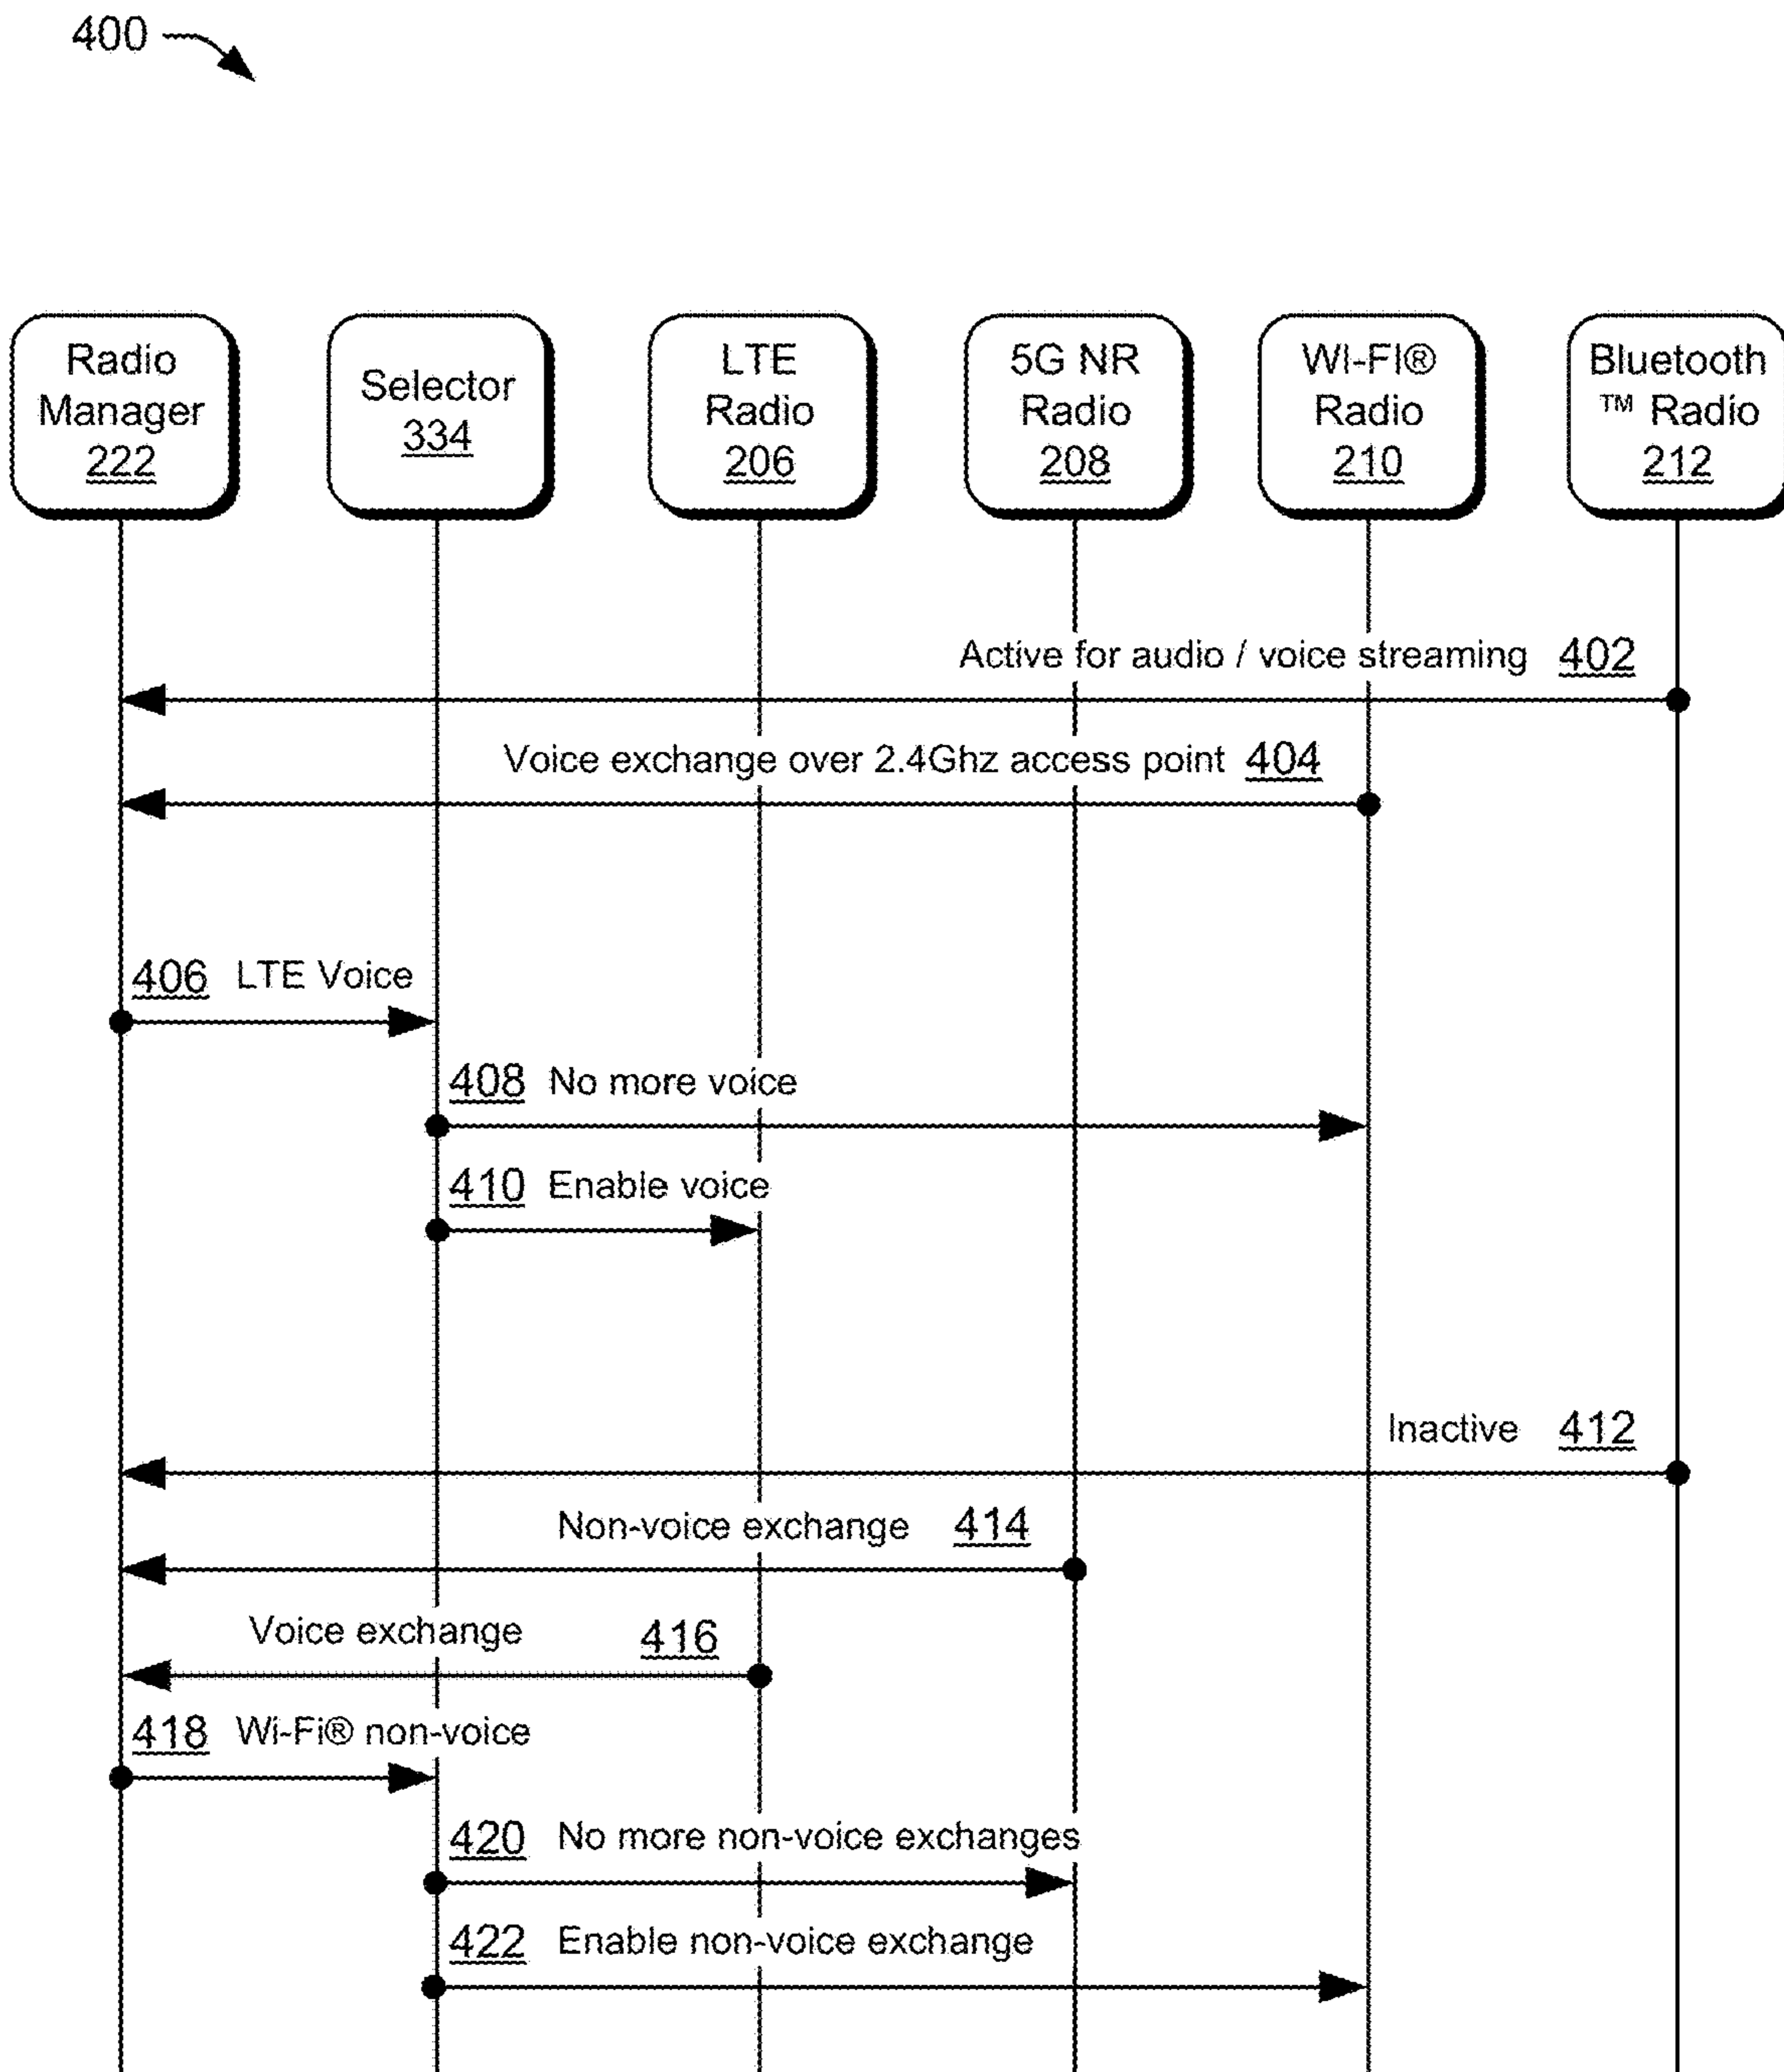 400
Radio
Manager
222
Selector
334
LTE
Radio
206
5G NR
Radio
208
WI-FI®
Radio
210
Bluetooth
™ Radio
212
Active for audio / voice streaming 402
Voice exchange over 2.4Ghz access point 404
406 LTE Voice
408 No more voice
410 Enable voice
Inactive 412
Non-voice exchange 414
Voice exchange 416
418 Wi-Fi® non-voice
420 No more non-voice exchanges
422 Enable non-voice exchange